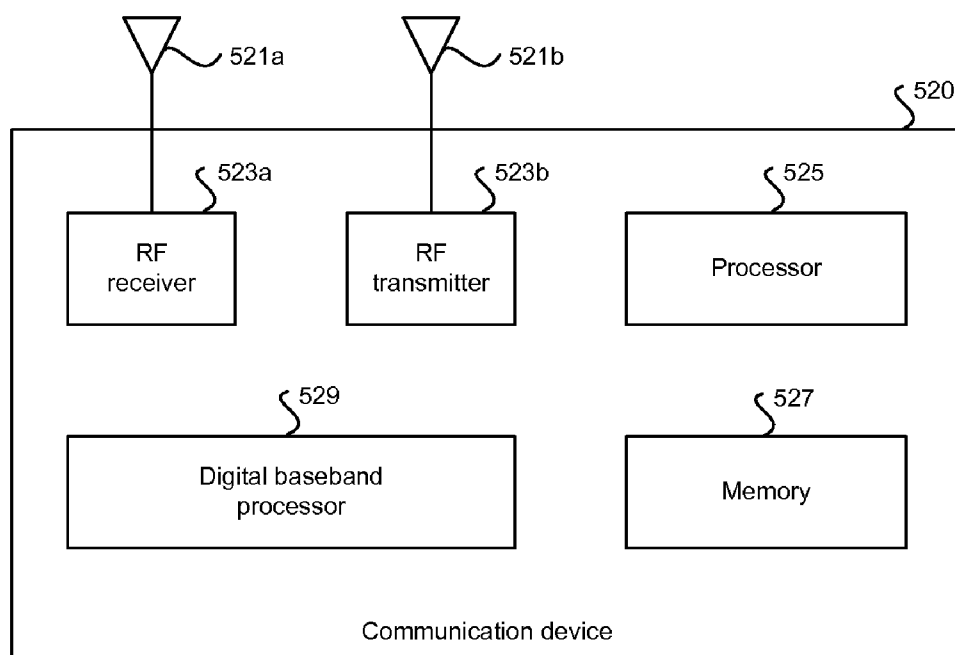 521a
521b
520
523a
523b
525
RF
receiver
RF
transmitter
Processor
529
527
Digital baseband
processor
Memory
Communication device